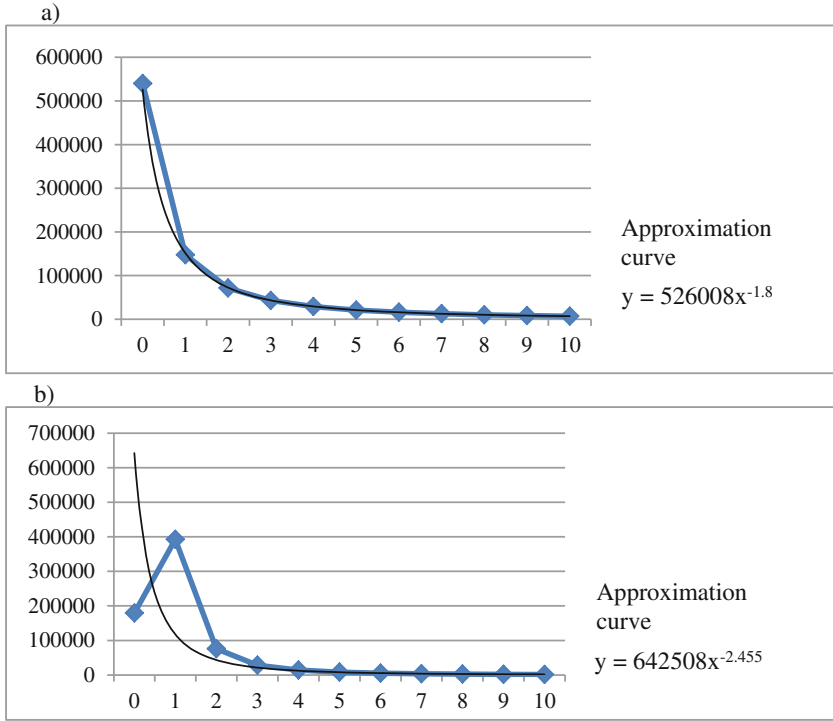 a)
600000
500000
400000
300000
200000
100000
0
0 1 2 3 4 5 6 7 8 9 10
Approximation
curve
y = 526008x^-1.8
b)
700000
600000
500000
400000
300000
200000
100000
0
0 1 2 3 4 5 6 7 8 9 10
Approximation
curve
y = 642508x^-2.455